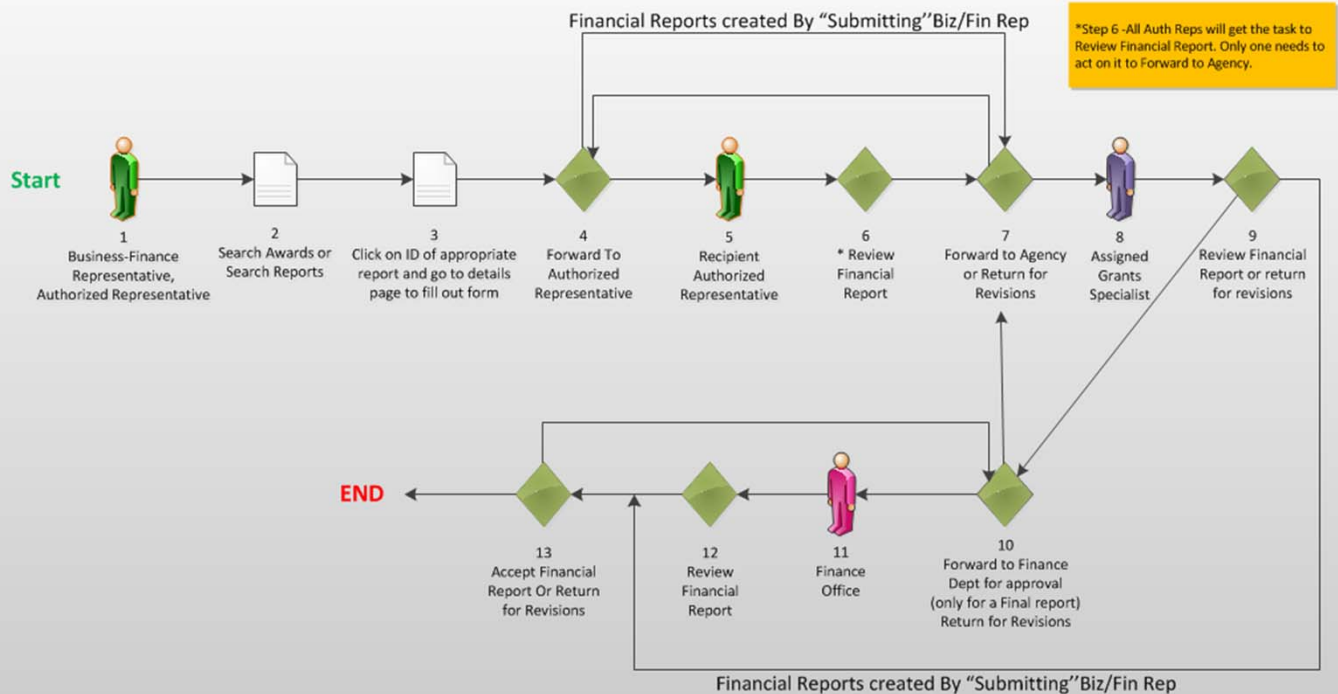 Financial Reports created By “Submitting”Biz/Fin Rep
*Step 6 -All Auth Reps will get the task to
Review Financial Report. Only one needs to
act on it to Forward to Agency.
Start
1
Business-Finance
Representative,
Authorized Representative
2
Search Awards or
Search Reports
3
Click on ID of appropriate
report and go to details
page to fill out form
4
Forward To
Authorized
Representative
5
Recipient
Authorized
Representative
6
* Review
Financial
Report
7
Forward to Agency
or Return for
Revisions
8
Assigned
Grants
Specialist
9
Review Financial
Report or return
for revisions
END
13
Accept Financial
Report Or Return
for Revisions
12
Review
Financial
Report
11
Finance
Office
10
Forward to Finance
Dept for approval
(only for a Final report)
Return for Revisions
Financial Reports created By “Submitting”Biz/Fin Rep